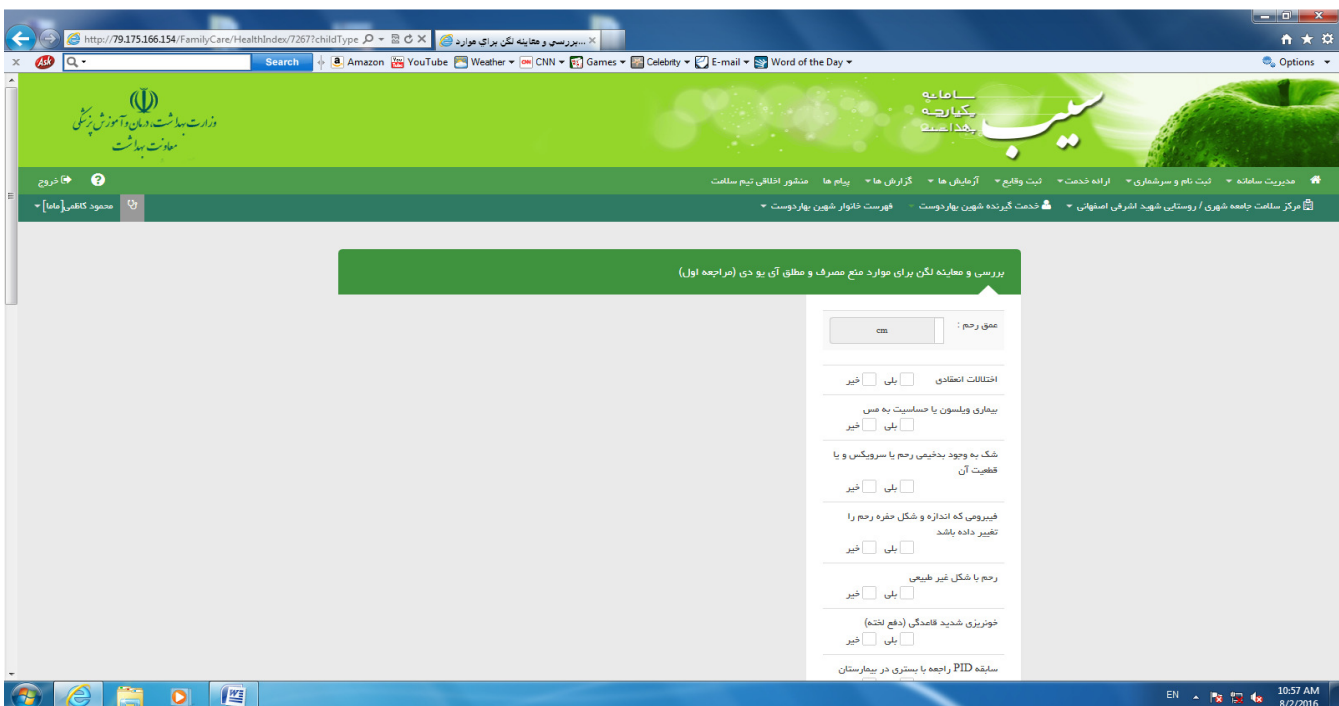 http://79.175.166.154/FamilyCare/HealthIndex/7267?childType
بررسي و معاينه لگن براي موارد...
Ask
Search
Amazon
YouTube
Weather
CNN
Games
Celebrity
E-mail
Word of the Day
Options
وزارت بهداشت، درمان و آموزش پزشکی
معاونت بهداشت
سامانه
یکپارچه
بهداشت
سیب
مدیریت سامانه
ثبت نام و سرشماری
ارائه خدمت
ثبت وقایع
آزمایش ها
گزارش ها
پیام ها
منشور اخلاقی تیم سلامت
خروج
مرکز سلامت جامعه شهری / روستایی شهید اشرفی اصفهانی
خدمت گیرنده شهین بهاردوست
فهرست خانوار شهین بهاردوست
محمود کاظمی[ماما]
بررسی و معاینه لگن برای موارد منع مصرف و مطلق آی یو دی (مراجعه اول)
عمق رحم :
cm
اختلالات انعقادی بلی خیر
بیماری ویلسون یا حساسیت به مس
بلی خیر
شک به وجود بدخیمی رحم یا سرویکس و یا
قطعیت آن
بلی خیر
فیبرومی که اندازه و شکل حفره رحم را
تغییر داده باشد
بلی خیر
رحم با شکل غیر طبیعی
بلی خیر
خونریزی شدید قاعدگی (دفع لخته)
بلی خیر
سابقه PID راجعه با بستری در بیمارستان
EN
10:57 AM
8/2/2016